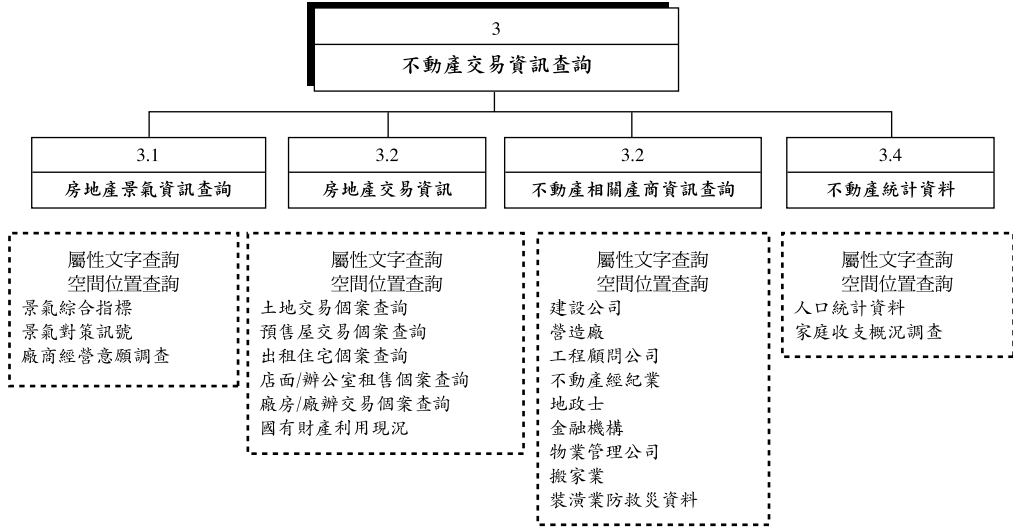 3
不動產交易資訊查詢
3.1
房地產景氣資訊查詢
3.2
房地產交易資訊
3.2
不動產相關產商資訊查詢
3.4
不動產統計資料
屬性文字查詢
空間位置查詢
景氣綜合指標
景氣對策訊號
廠商經營意願調查
屬性文字查詢
空間位置查詢
土地交易個案查詢
預售屋交易個案查詢
出租住宅個案查詢
店面/辦公室租售個案查詢
廠房/廠辦交易個案查詢
國有財產利用現況
屬性文字查詢
空間位置查詢
建設公司
營造廠
工程顧問公司
不動產經紀業
地政士
金融機構
物業管理公司
搬家業
裝潢業防救災資料
屬性文字查詢
空間位置查詢
人口統計資料
家庭收支概況調查